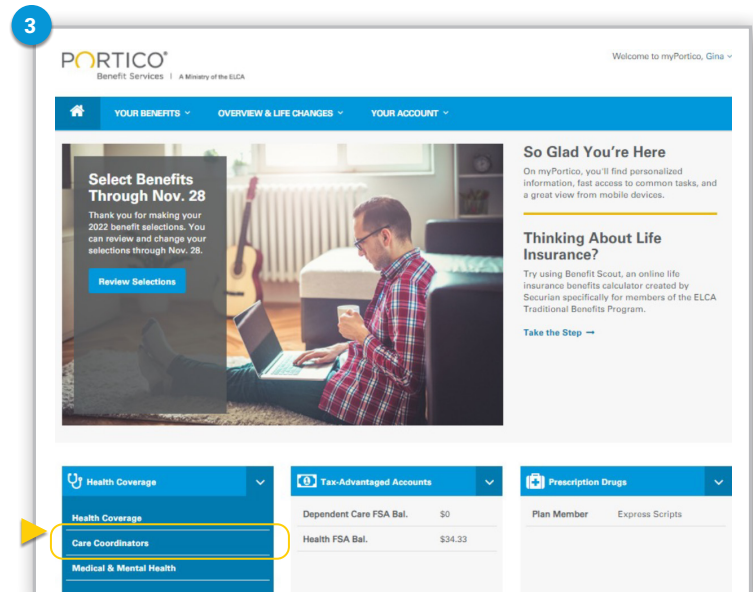 3
PORTICO®
Benefit Services | A Ministry of the ELCA
Welcome to myPortico, Gina
YOUR BENEFITS
OVERVIEW & LIFE CHANGES
YOUR ACCOUNT
Select Benefits
Through Nov. 28
Thank you for making your
2022 benefit selections. You
can review and change your
selections through Nov. 28.
Review Selections
So Glad You're Here
On myPortico, you'll find personalized
information, fast access to common tasks, and
a great view from mobile devices.
Thinking About Life
Insurance?
Try using Benefit Scout, an online life
insurance benefits calculator created by
Securian specifically for members of the ELCA
Traditional Benefits Program.
Take the Step →
Health Coverage
Health Coverage
Care Coordinators
Medical & Mental Health
Tax-Advantaged Accounts
Dependent Care FSA Bal. $0
Health FSA Bal. $34.33
Prescription Drugs
Plan Member Express Scripts